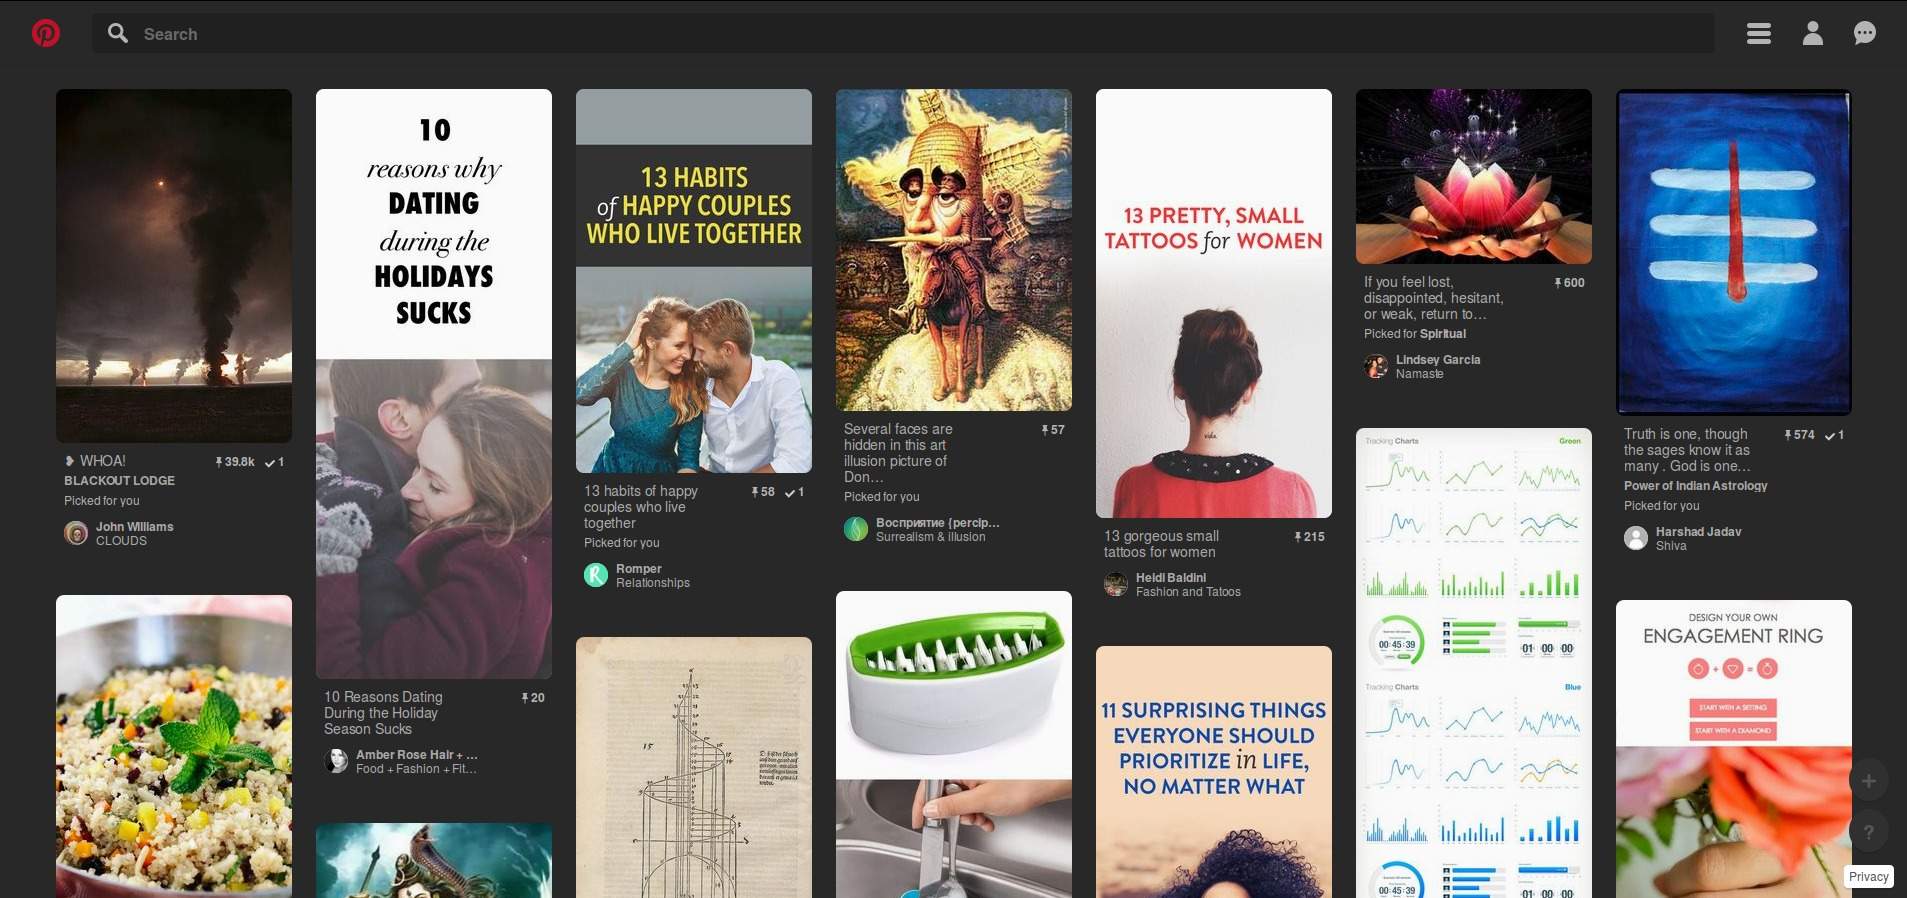 Search
10
reasons why
DATING
during the
HOLIDAYS
SUCKS
13 HABITS
of HAPPY COUPLES
WHO LIVE TOGETHER
13 PRETTY, SMALL
TATTOOS for WOMEN
❥ WHOA!
39.8k
1
BLACKOUT LODGE
Picked for you
John Williams
CLOUDS
10 Reasons Dating
During the Holiday
Season Sucks
20
Amber Rose Hair + …
Food + Fashion + Fit…
13 habits of happy
couples who live
together
58
1
Picked for you
Romper
Relationships
15
Several faces are
hidden in this art
illusion picture of
Don…
57
Picked for you
Восприятие {percip…
Surrealism & illusion
13 gorgeous small
tattoos for women
215
Heidi Baldini
Fashion and Tatoos
11 SURPRISING THINGS
EVERYONE SHOULD
PRIORITIZE in LIFE,
NO MATTER WHAT
If you feel lost,
disappointed, hesitant,
or weak, return to…
600
Picked for Spiritual
Lindsey Garcia
Namaste
Tracking Charts
Green
00:45:39
01 00 00
Tracking Charts
Blue
00:45:39
01 00 00
Truth is one, though
the sages know it as
many . God is one…
574
1
Power of Indian Astrology
Picked for you
Harshad Jadav
Shiva
DESIGN YOUR OWN
ENGAGEMENT RING
+ =
START WITH A SETTING
START WITH A DIAMOND
+
?
Privacy